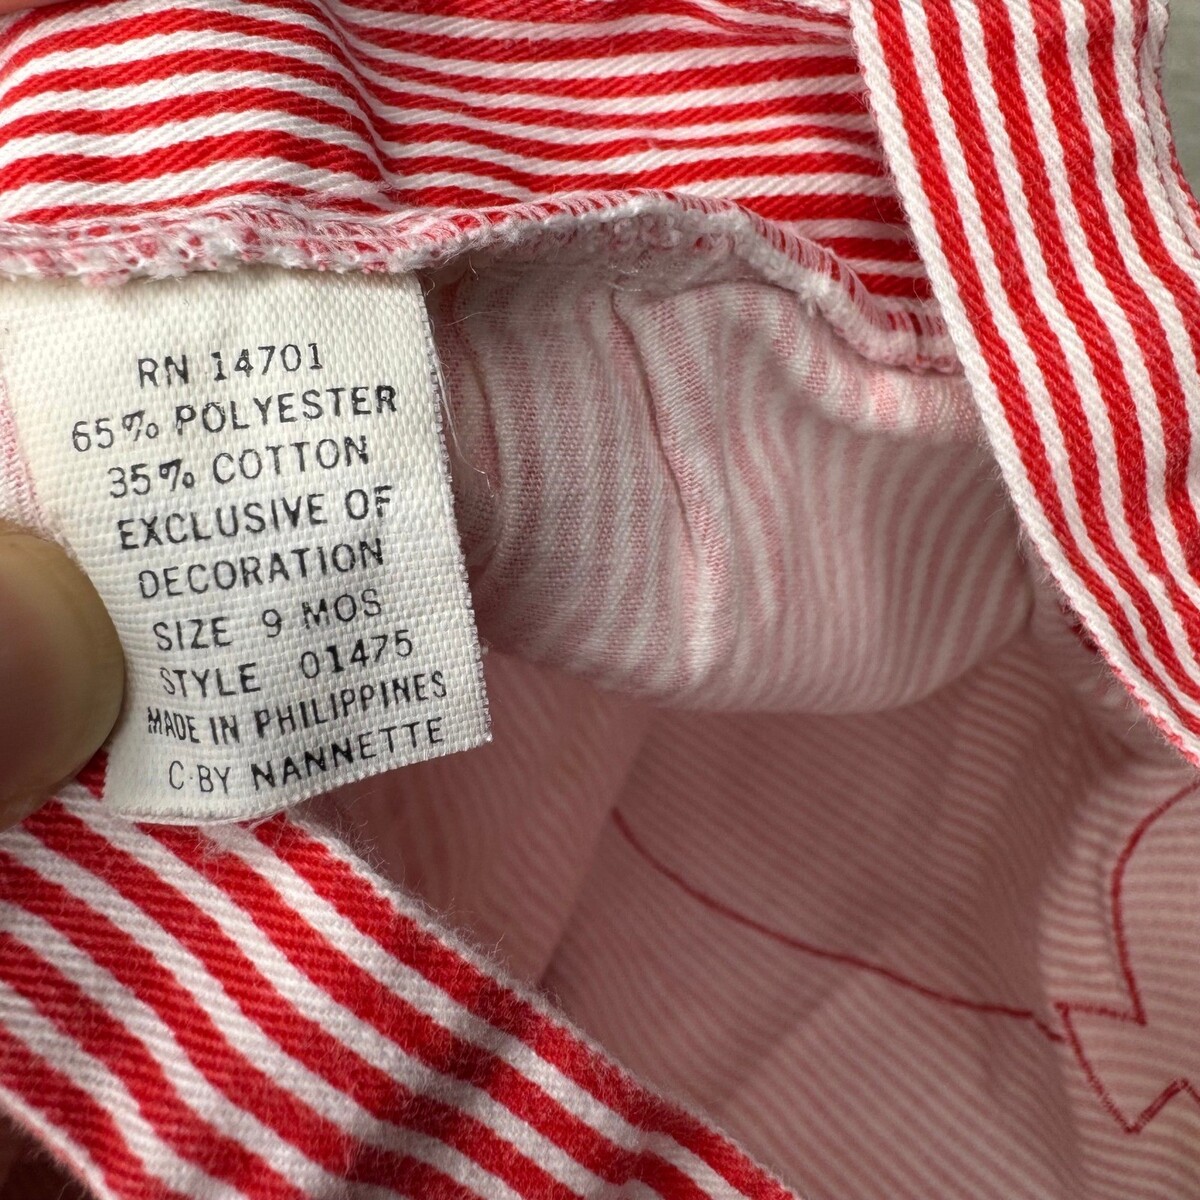 RN 14701
65% POLYESTER
35% COTTON
EXCLUSIVE OF
DECORATION
SIZE 9 MOS
STYLE 01475
MADE IN PHILIPPINES
C·BY NANNETTE